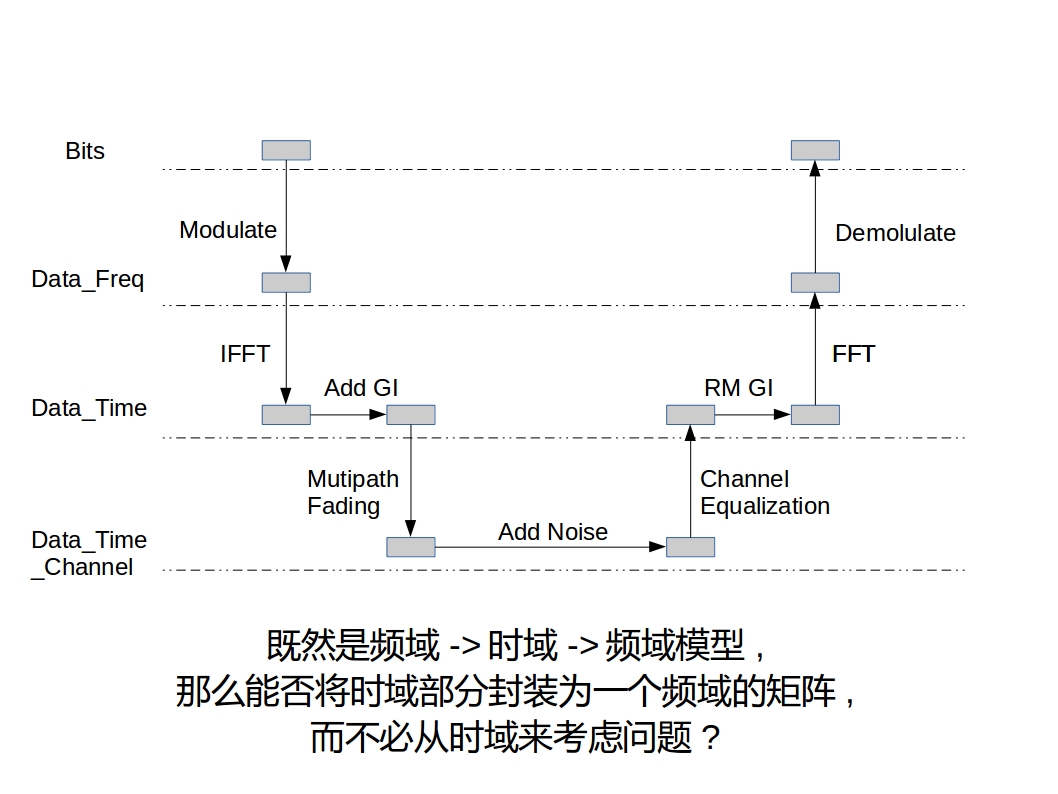 Bits
Modulate
Demolulate
Data_Freq
IFFT
FFT
Add GI
RM GI
Data_Time
Mutipath
Fading
Channel
Equalization
Add Noise
Data_Time
_Channel
既然是频域 -> 时域 -> 频域模型，
那么能否将时域部分封装为一个频域的矩阵，
而不必从时域来考虑问题？